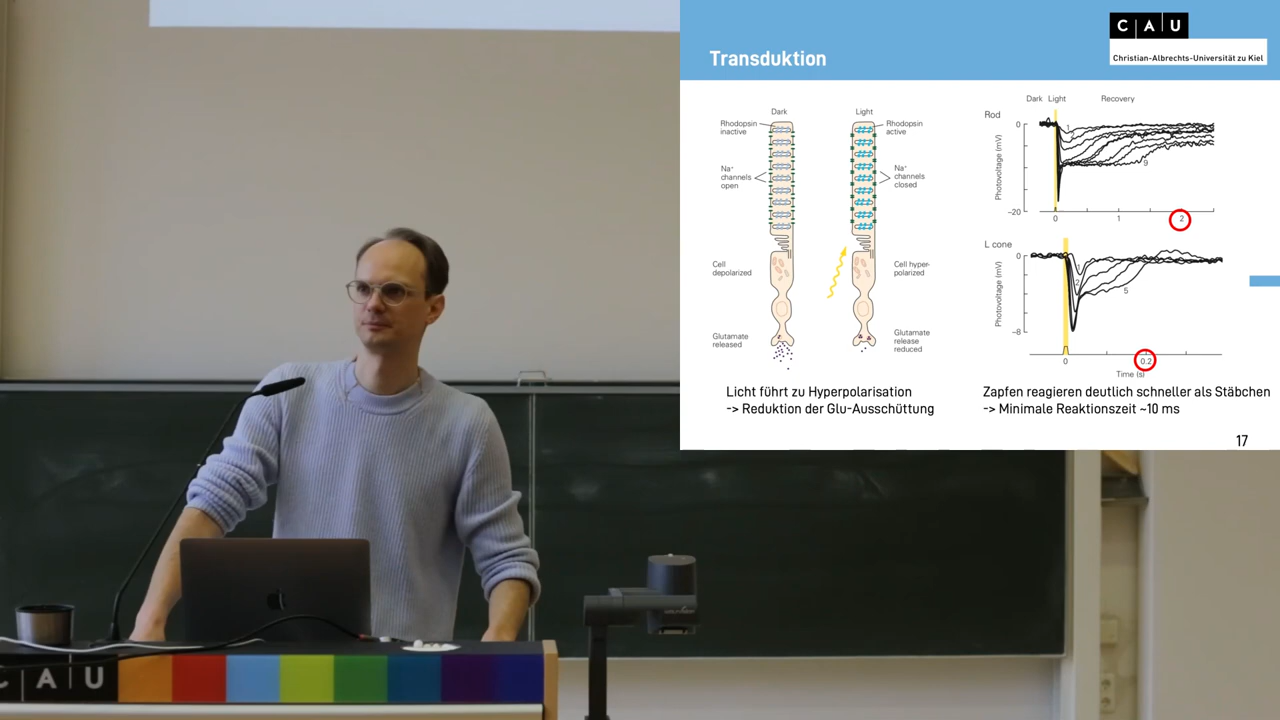 Transduktion
C A U
Christian-Albrechts-Universität zu Kiel
Dark
Light
Rhodopsin
inactive
Rhodopsin
active
Na⁺
channels
open
Na⁺
channels
closed
Cell
depolarized
Cell hyper-
polarized
Glutamate
released
Glutamate
release
reduced
Dark Light Recovery
Rod
Photovoltage (mV)
0
-20
1
9
0 1 2
L cone
Photovoltage (mV)
0
-8
1
2
5
0 0.2
Time (s)
Licht führt zu Hyperpolarisation
-> Reduktion der Glu-Ausschüttung
Zapfen reagieren deutlich schneller als Stäbchen
-> Minimale Reaktionszeit ~10 ms
17
C A U